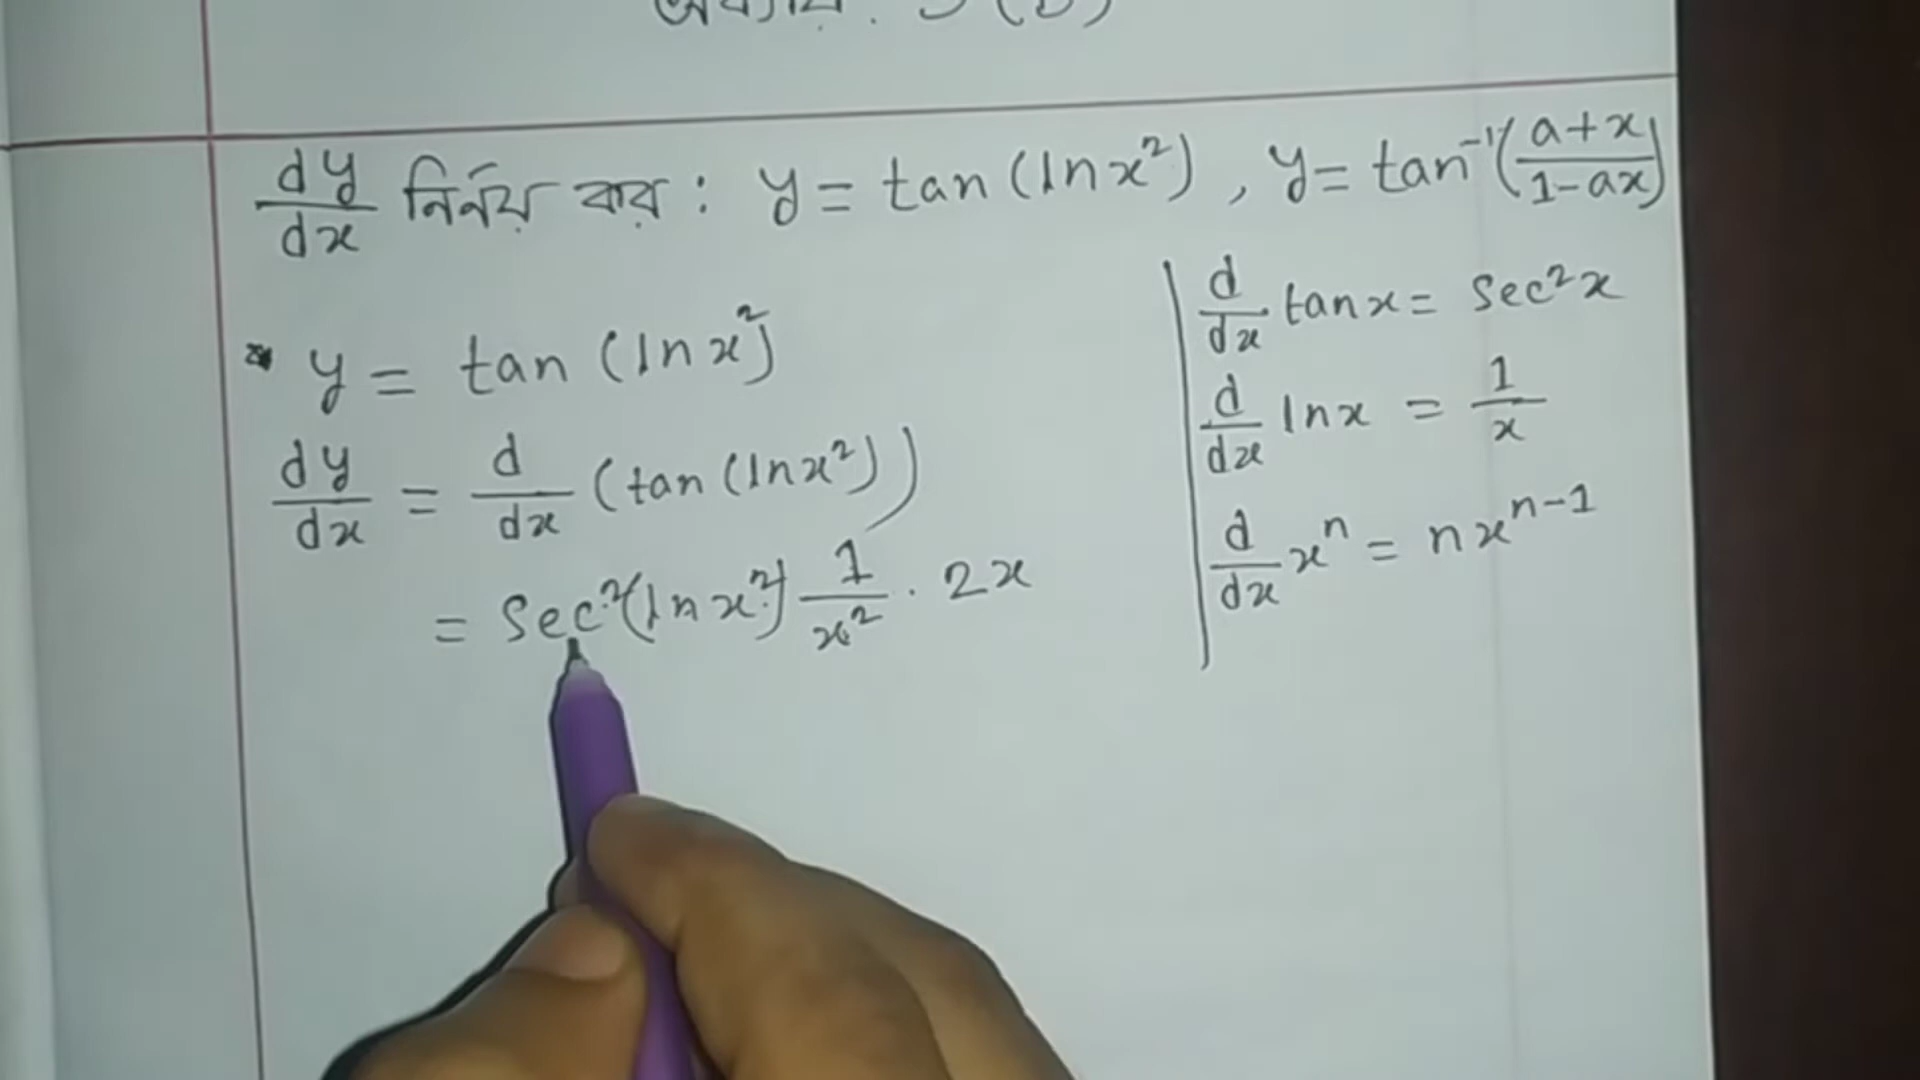 dy/dx নির্নয় কর : y = tan (ln x²) , y = tan⁻¹((a+x)/(1-ax))
y = tan (ln x²)
dy/dx = d/dx (tan (ln x²))
= Sec²(ln x²) 1/x² . 2x
d/dx tan x = Sec²x
d/dx ln x = 1/x
d/dx xⁿ = nxⁿ⁻¹